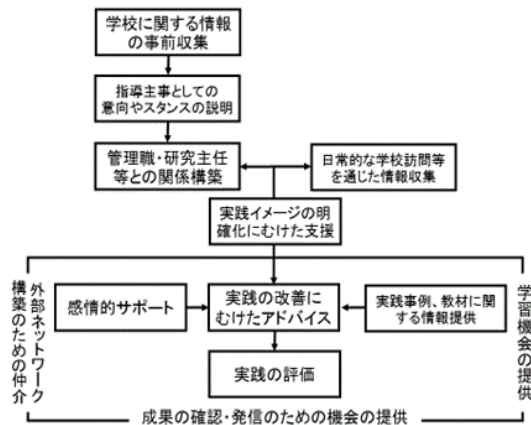 学校に関する情報
の事前収集
指導主事としての
意向やスタンスの説明
管理職・研究主任
等との関係構築
日常的な学校訪問等
を通じた情報収集
実践イメージの明
確化にむけた支援
外部ネットワーク
構築のための仲介
感情的サポート
実践の改善に
むけたアドバイス
実践事例、教材に関
する情報提供
学習機会の提供
実践の評価
成果の確認・発信のための機会の提供